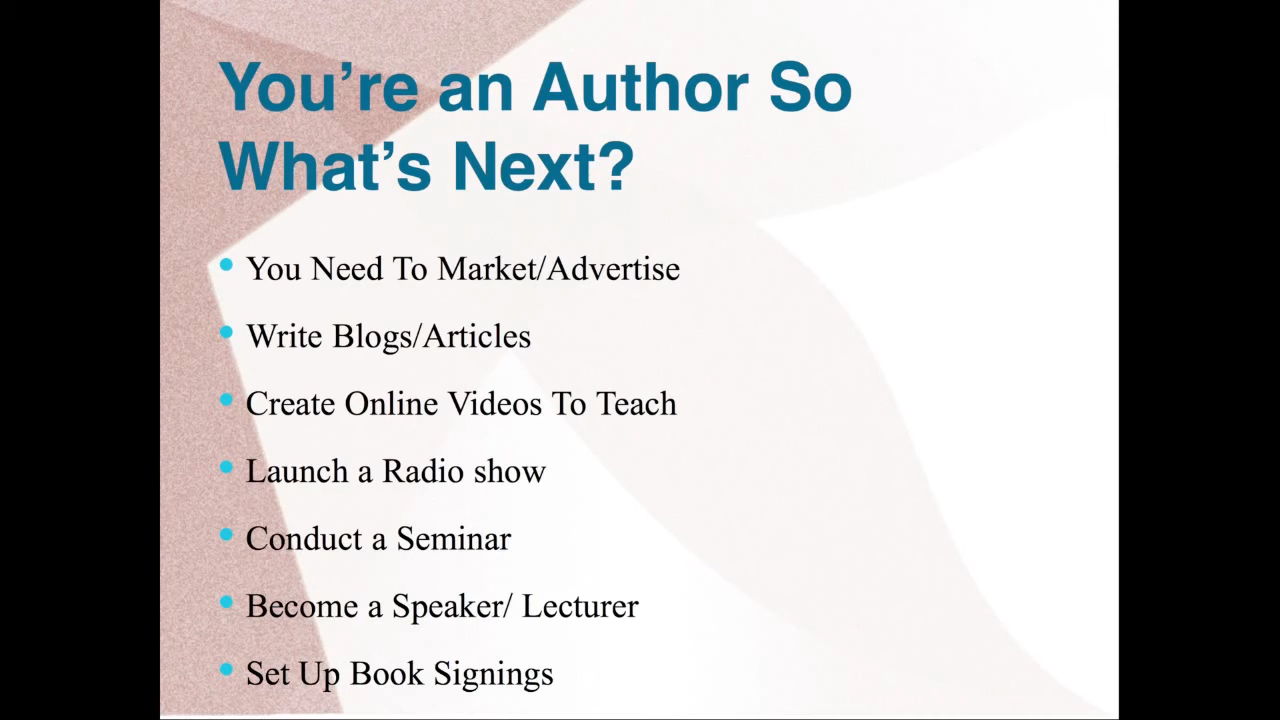 You’re an Author So
What’s Next?
You Need To Market/Advertise
Write Blogs/Articles
Create Online Videos To Teach
Launch a Radio show
Conduct a Seminar
Become a Speaker/ Lecturer
Set Up Book Signings